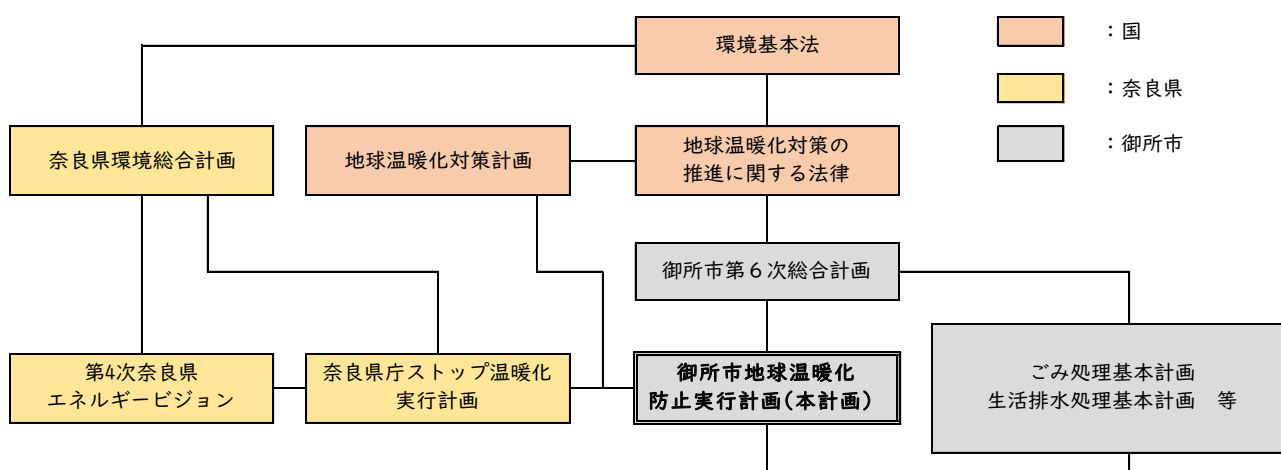 環境基本法
：国
：奈良県
：御所市
奈良県環境総合計画
地球温暖化対策計画
地球温暖化対策の
推進に関する法律
御所市第６次総合計画
第4次奈良県
エネルギービジョン
奈良県庁ストップ温暖化
実行計画
御所市地球温暖化
防止実行計画(本計画)
ごみ処理基本計画
生活排水処理基本計画　等